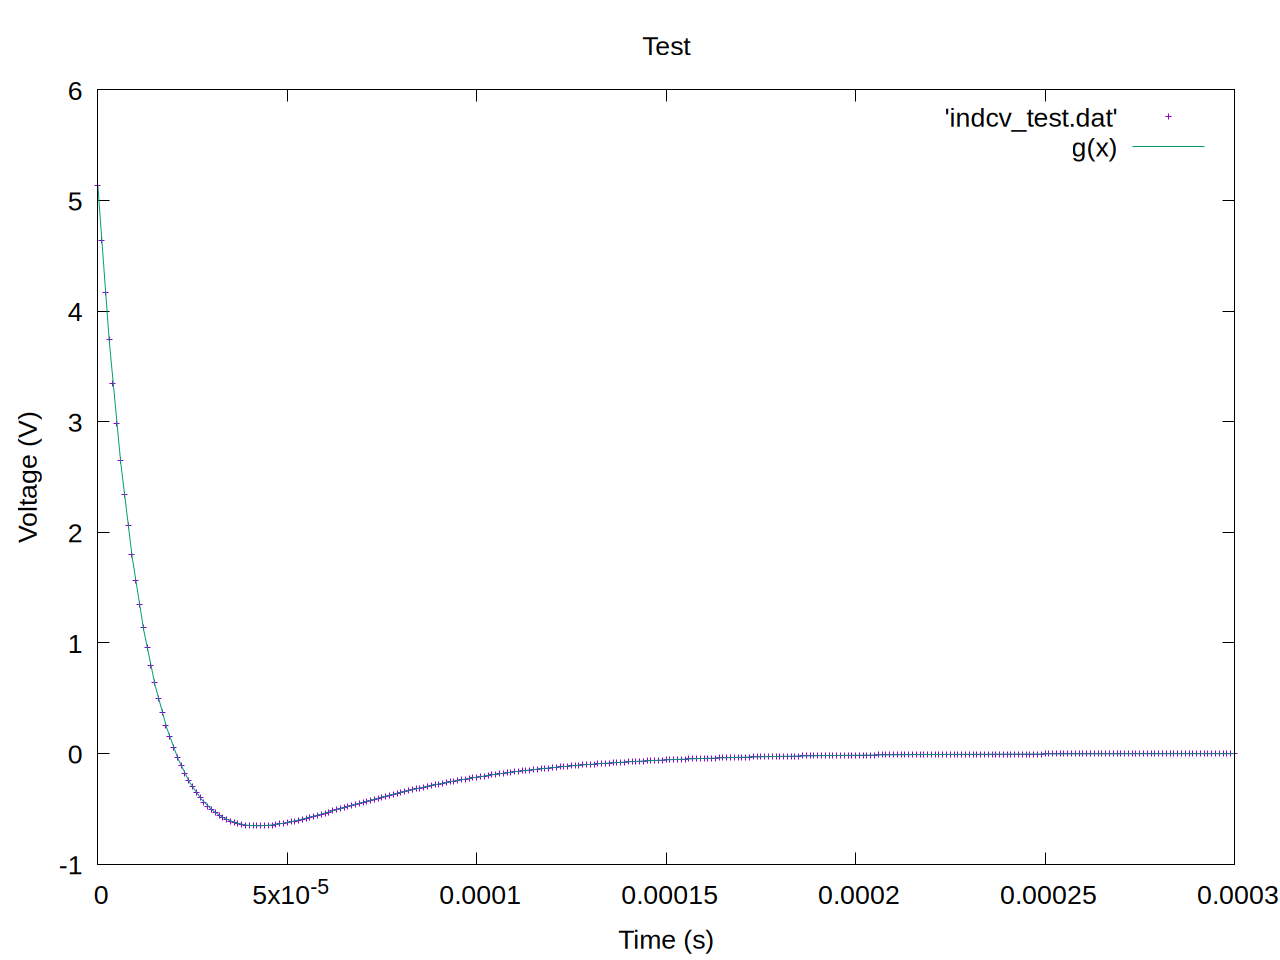 Test
'indcv_test.dat'
g(x)
6
5
4
3
2
1
0
-1
Voltage (V)
0 5x10^-5 0.0001 0.00015 0.0002 0.00025 0.0003
Time (s)